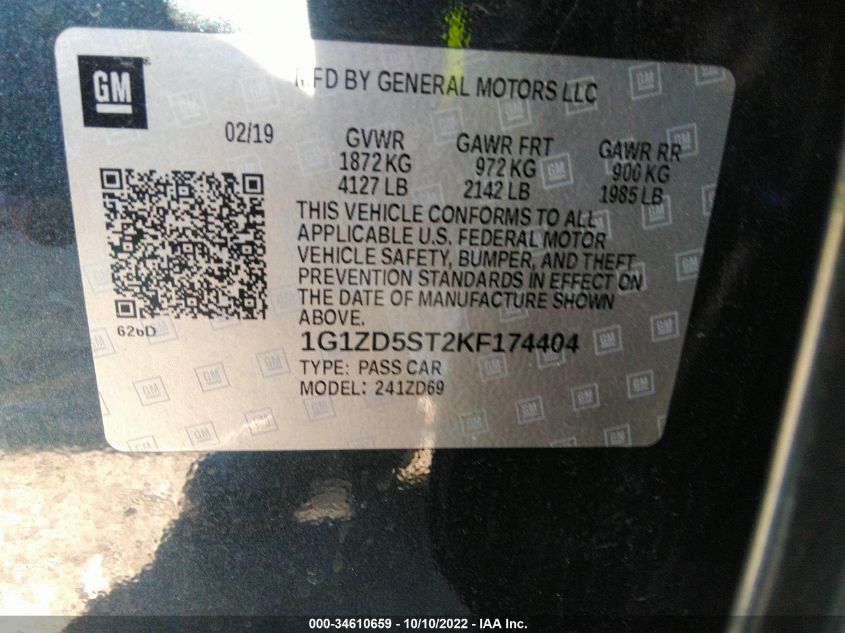 GM
MFD BY GENERAL MOTORS LLC
02/19
GVWR
1872 KG
4127 LB
GAWR FRT
972 KG
2142 LB
GAWR RR
900 KG
1985 LB
THIS VEHICLE CONFORMS TO ALL
APPLICABLE U.S. FEDERAL MOTOR
VEHICLE SAFETY, BUMPER, AND THEFT
PREVENTION STANDARDS IN EFFECT ON
THE DATE OF MANUFACTURE SHOWN
ABOVE.
626D
1G1ZD5ST2KF174404
TYPE: PASS CAR
MODEL: 241ZD69
000-34610659 - 10/10/2022 - IAA Inc.